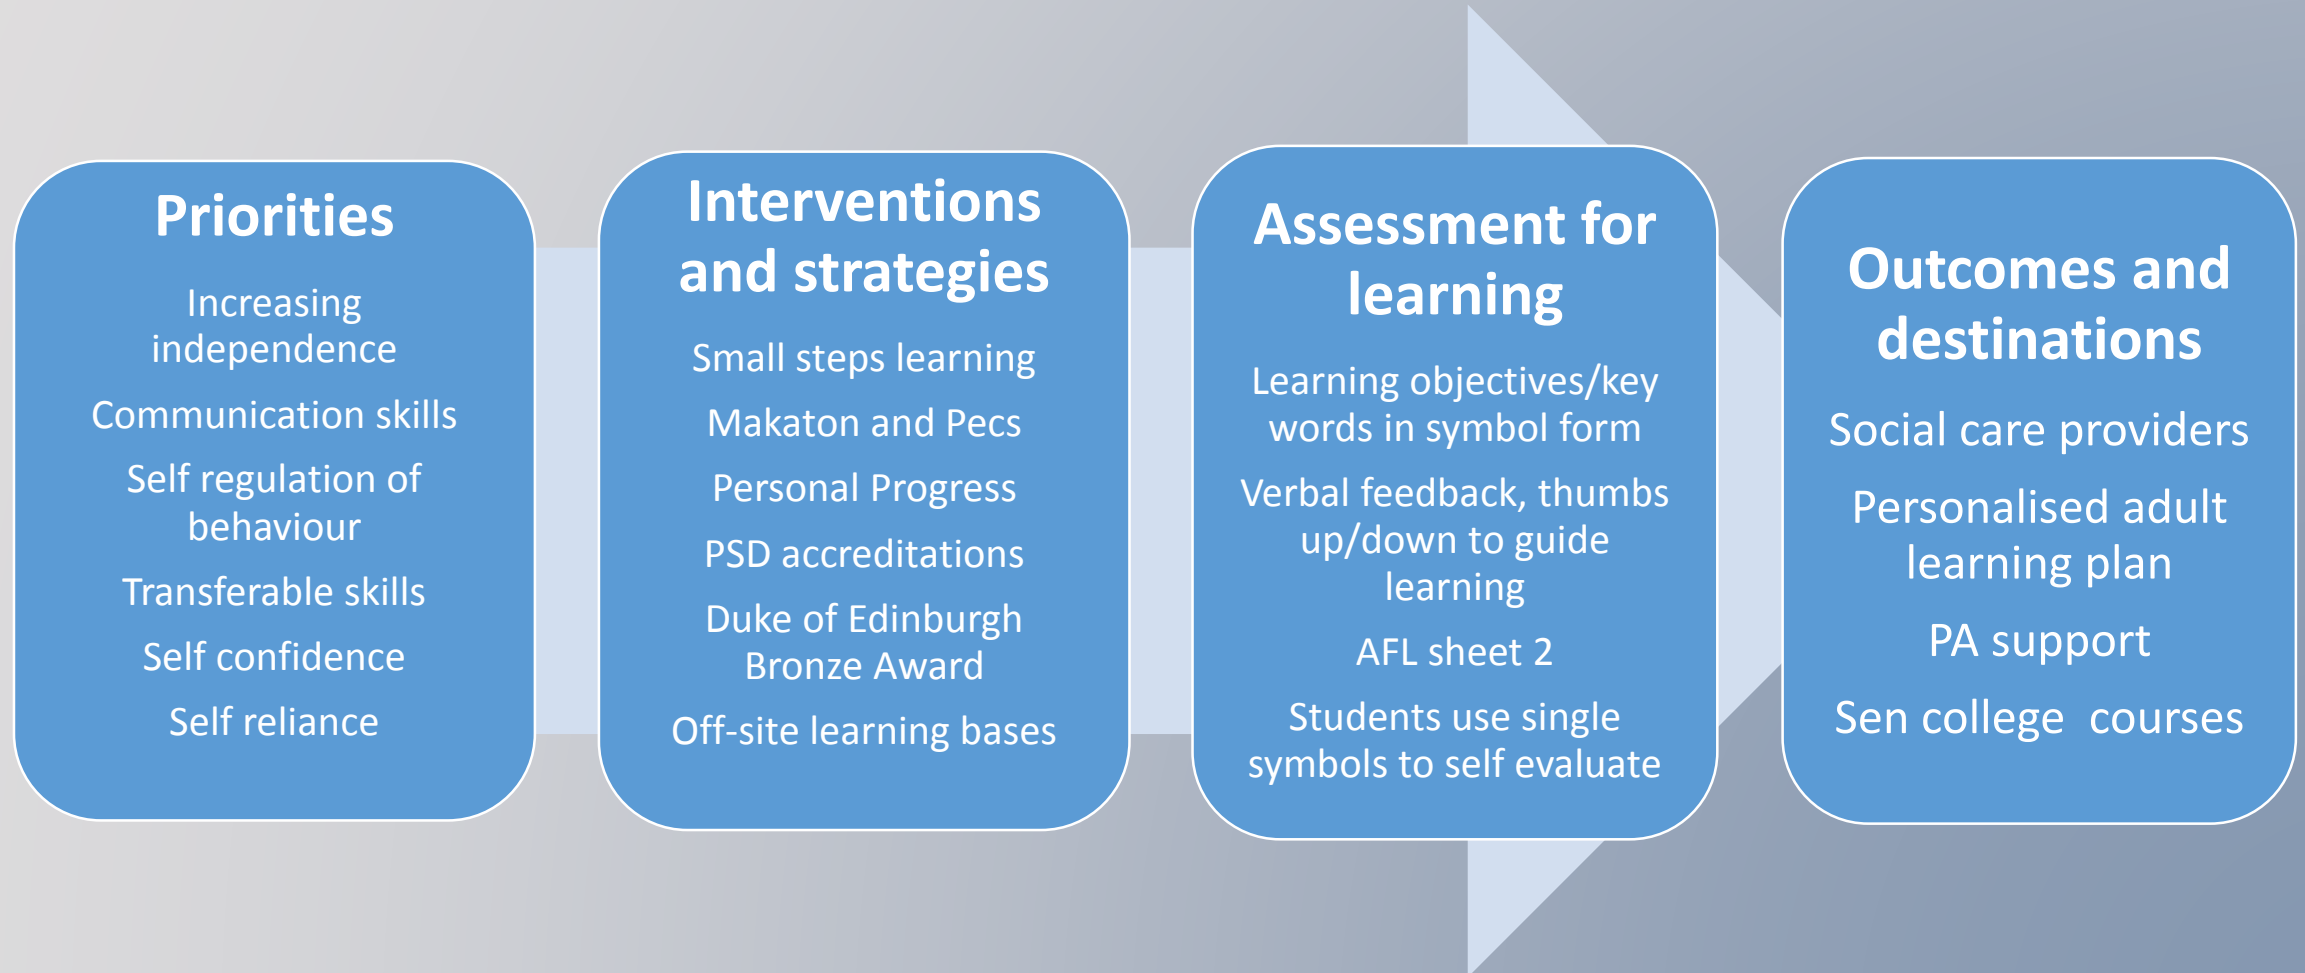 Priorities
Increasing
independence
Communication skills
Self regulation of
behaviour
Transferable skills
Self confidence
Self reliance
Interventions
and strategies
Small steps learning
Makaton and Pecs
Personal Progress
PSD accreditations
Duke of Edinburgh
Bronze Award
Off-site learning bases
Assessment for
learning
Learning objectives/key
words in symbol form
Verbal feedback, thumbs
up/down to guide
learning
AFL sheet 2
Students use single
symbols to self evaluate
Outcomes and
destinations
Social care providers
Personalised adult
learning plan
PA support
Sen college  courses